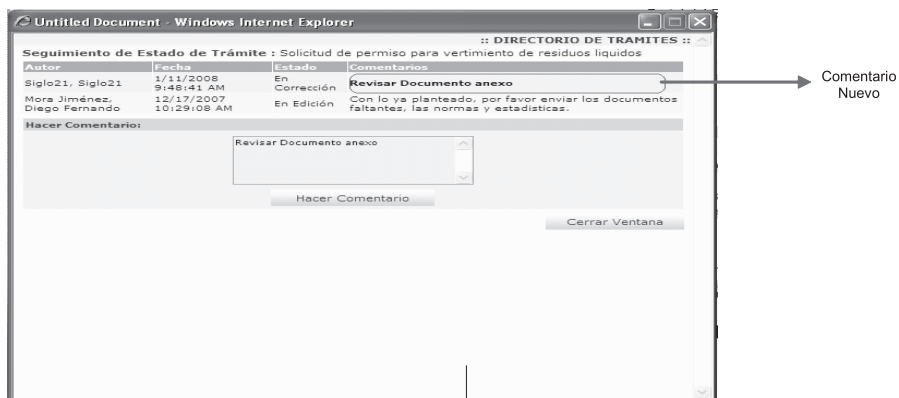 Untitled Document - Windows Internet Explorer
:: DIRECTORIO DE TRAMITES ::
Seguimiento de Estado de Trámite : Solicitud de permiso para vertimiento de residuos liquidos
Autor Fecha Estado Comentarios
Siglo21, Siglo21 1/11/2008 9:48:41 AM En Corrección Revisar Documento anexo
Mora Jiménez, Diego Fernando 12/17/2007 10:29:08 AM En Edición Con lo ya planteado, por favor enviar los documentos faltantes, las normas y estadisticas.
Hacer Comentario:
Revisar Documento anexo
Hacer Comentario
Cerrar Ventana
Comentario
Nuevo